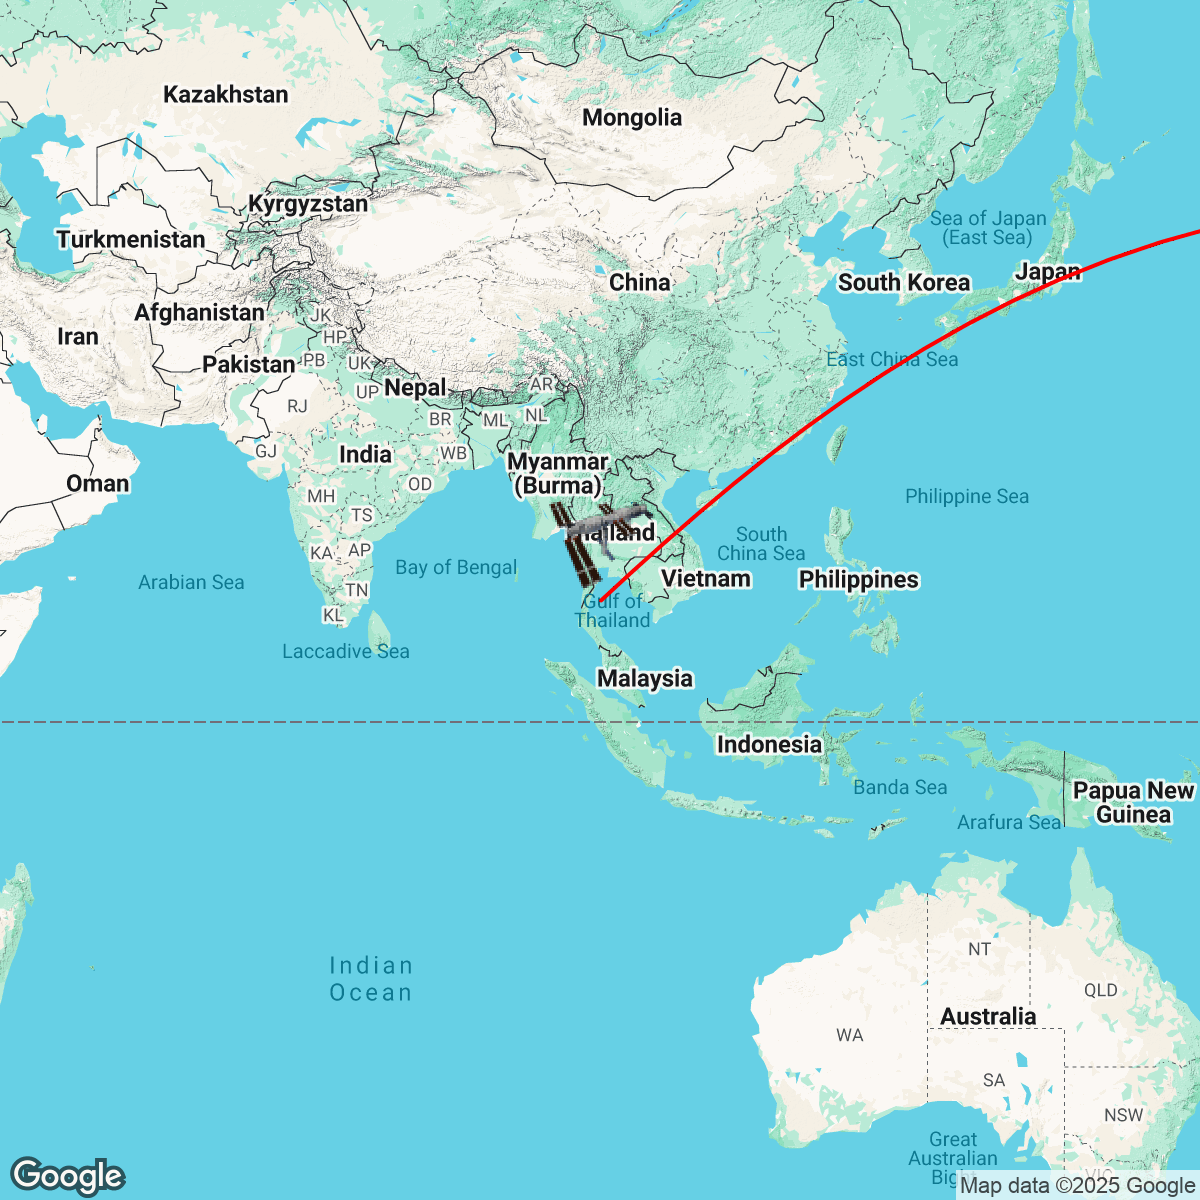 Kazakhstan
Mongolia
Kyrgyzstan
Sea of Japan
(East Sea)
Turkmenistan
China
South Korea
Japan
Afghanistan
JK
Iran
HP
Pakistan
PB
UK
East China Sea
Nepal
UP
AR
RJ
BR
ML
NL
GJ
India
WB
Myanmar
(Burma)
Oman
OD
MH
Philippine Sea
TS
South
China Sea
Thailand
KA
AP
Bay of Bengal
Arabian Sea
TN
Vietnam
Philippines
KL
Gulf of
Thailand
Laccadive Sea
Malaysia
Indonesia
Banda Sea
Papua New
Guinea
Arafura Sea
NT
Indian
Ocean
QLD
Australia
WA
SA
NSW
Great
Australian
Bight
VIC
Google
Map data ©2025 Google